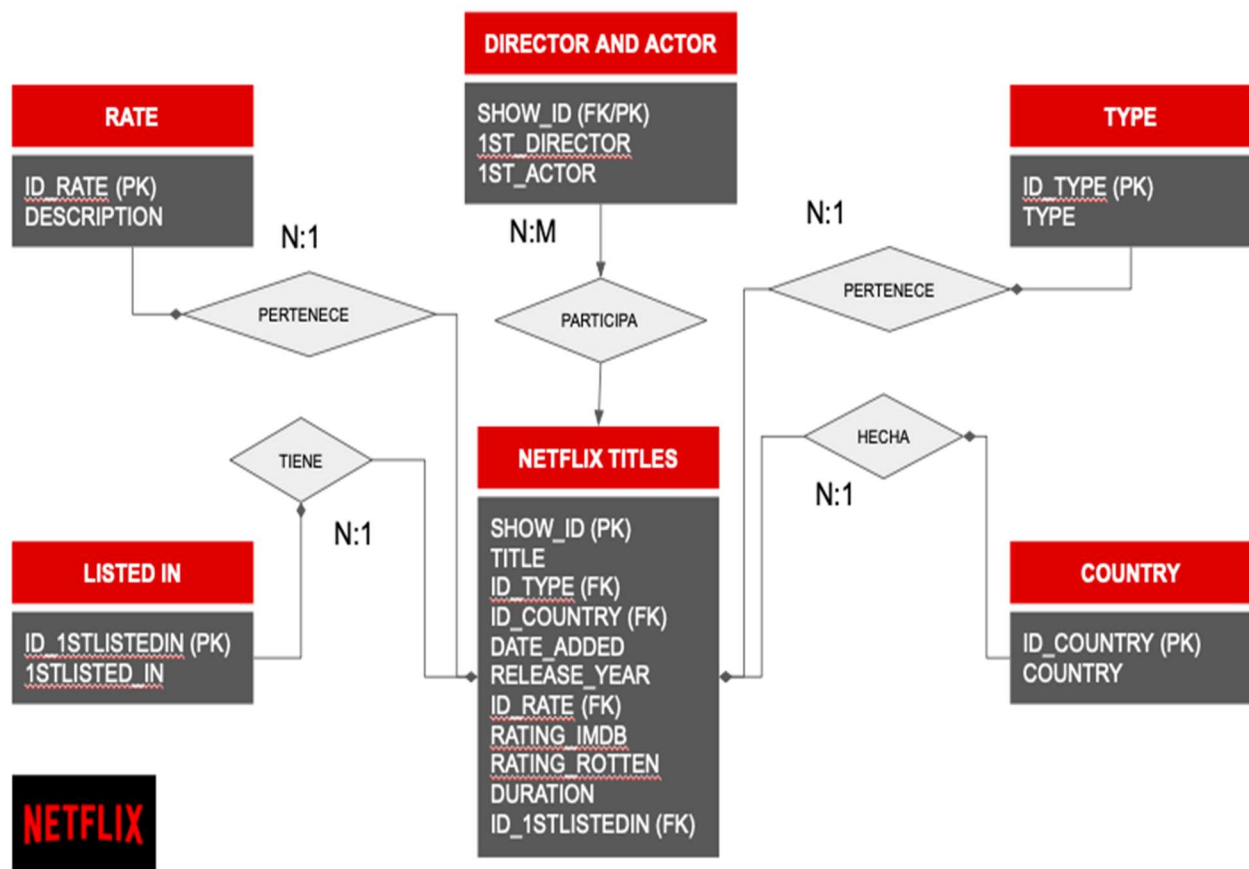 DIRECTOR AND ACTOR
SHOW_ID (FK/PK)
1ST_DIRECTOR
1ST_ACTOR
RATE
ID_RATE (PK)
DESCRIPTION
TYPE
ID_TYPE (PK)
TYPE
N:1
N:M
N:1
PERTENECE
PARTICIPA
PERTENECE
TIENE
N:1
HECHA
N:1
NETFLIX TITLES
SHOW_ID (PK)
TITLE
ID_TYPE (FK)
ID_COUNTRY (FK)
DATE_ADDED
RELEASE_YEAR
ID_RATE (FK)
RATING_IMDB
RATING_ROTTEN
DURATION
ID_1STLISTEDIN (FK)
LISTED IN
ID_1STLISTEDIN (PK)
1STLISTED_IN
COUNTRY
ID_COUNTRY (PK)
COUNTRY
NETFLIX